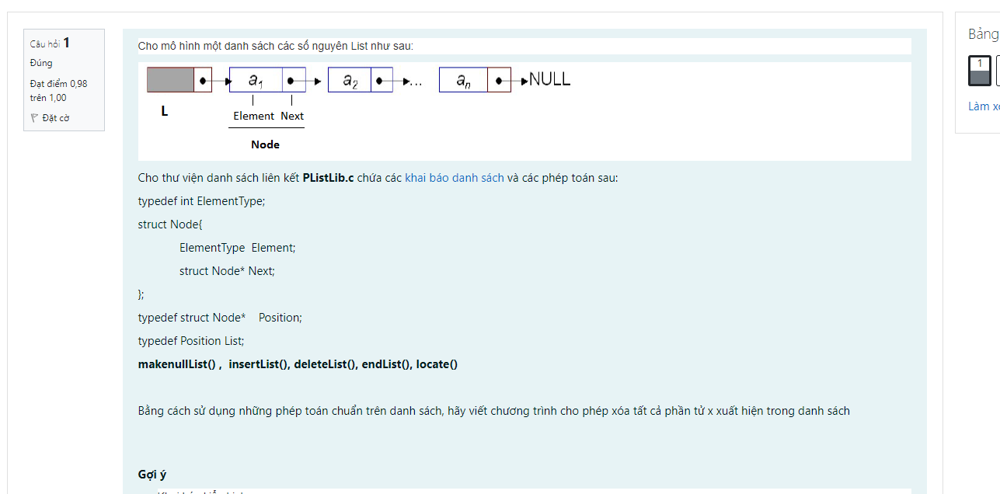 Câu hỏi 1
Đúng
Đạt điểm 0,98
trên 1,00
Đặt cờ
Cho mô hình một danh sách các số nguyên List như sau:
a1 a2 ... an NULL
L
Element Next
Node
Cho thư viện danh sách liên kết PListLib.c chứa các khai báo danh sách và các phép toán sau:
typedef int ElementType;
struct Node{
ElementType Element;
struct Node* Next;
};
typedef struct Node* Position;
typedef Position List;
makenullList() , insertList(), deleteList(), endList(), locate()
Bằng cách sử dụng những phép toán chuẩn trên danh sách, hãy viết chương trình cho phép xóa tất cả phần tử x xuất hiện trong danh sách
Gợi ý
Bảng
1
Làm